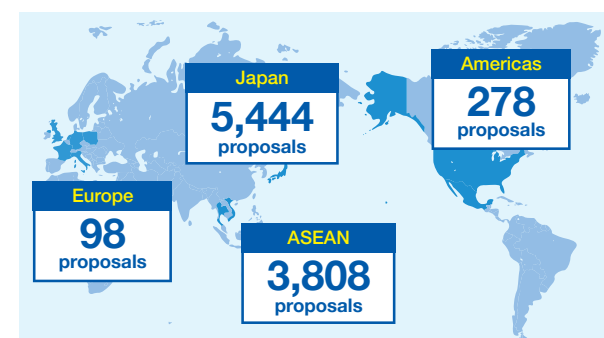 Japan
5,444
proposals
Americas
278
proposals
Europe
98
proposals
ASEAN
3,808
proposals